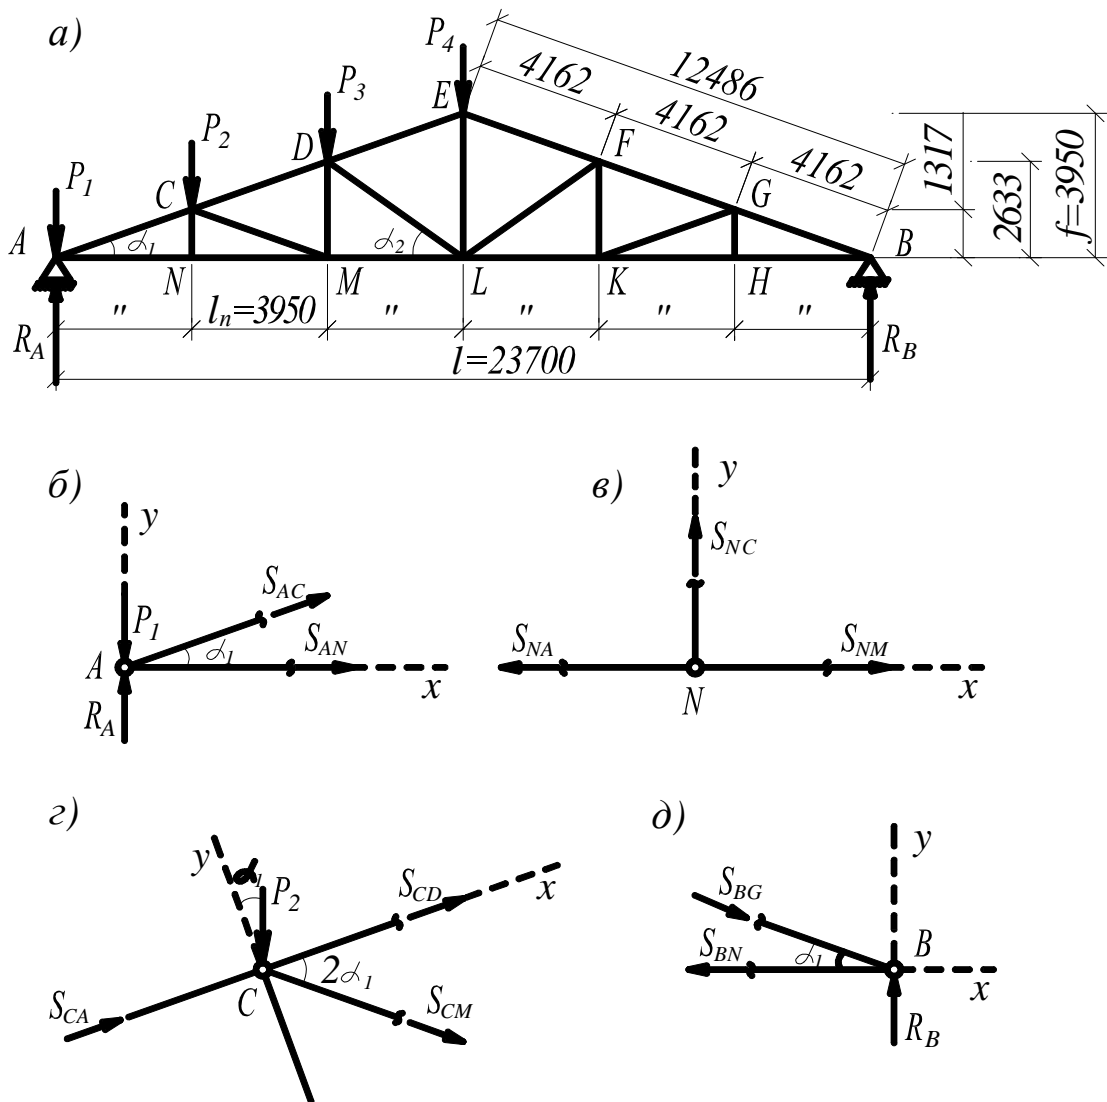 а)
P4
12486
4162
4162
4162
P3
E
P2
D
F
P1
C
G
1317
2633
f=3950
A
α1
α2
B
N
M
L
K
H
" ln=3950 " " " "
RA
RB
l=23700
б)
y
SAC
P1
α1
SAN
A
x
RA
в)
y
SNC
SNA
SNM
x
N
г)
y
α1
P2
SCD
x
2α1
C
SCA
SCM
д)
y
SBG
B
SBN
α1
x
RB